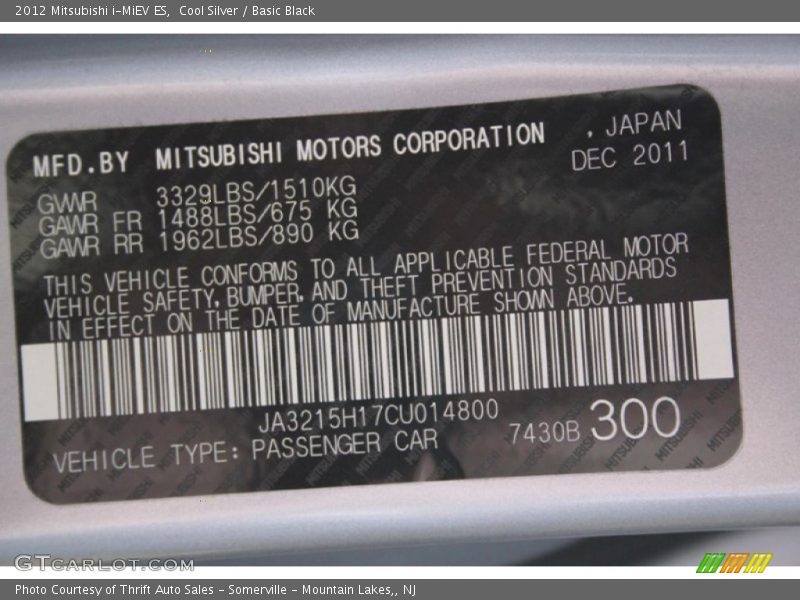 2012 Mitsubishi i-MiEV ES, Cool Silver / Basic Black
MFD.BY MITSUBISHI MOTORS CORPORATION , JAPAN
DEC 2011
GVWR 3329LBS/1510KG
GAWR FR 1488LBS/675 KG
GAWR RR 1962LBS/890 KG
THIS VEHICLE CONFORMS TO ALL APPLICABLE FEDERAL MOTOR
VEHICLE SAFETY, BUMPER, AND THEFT PREVENTION STANDARDS
IN EFFECT ON THE DATE OF MANUFACTURE SHOWN ABOVE.
JA3215H17CU014800
VEHICLE TYPE: PASSENGER CAR 7430B 300
GTCARLOT.COM
Photo Courtesy of Thrift Auto Sales - Somerville - Mountain Lakes,, NJ